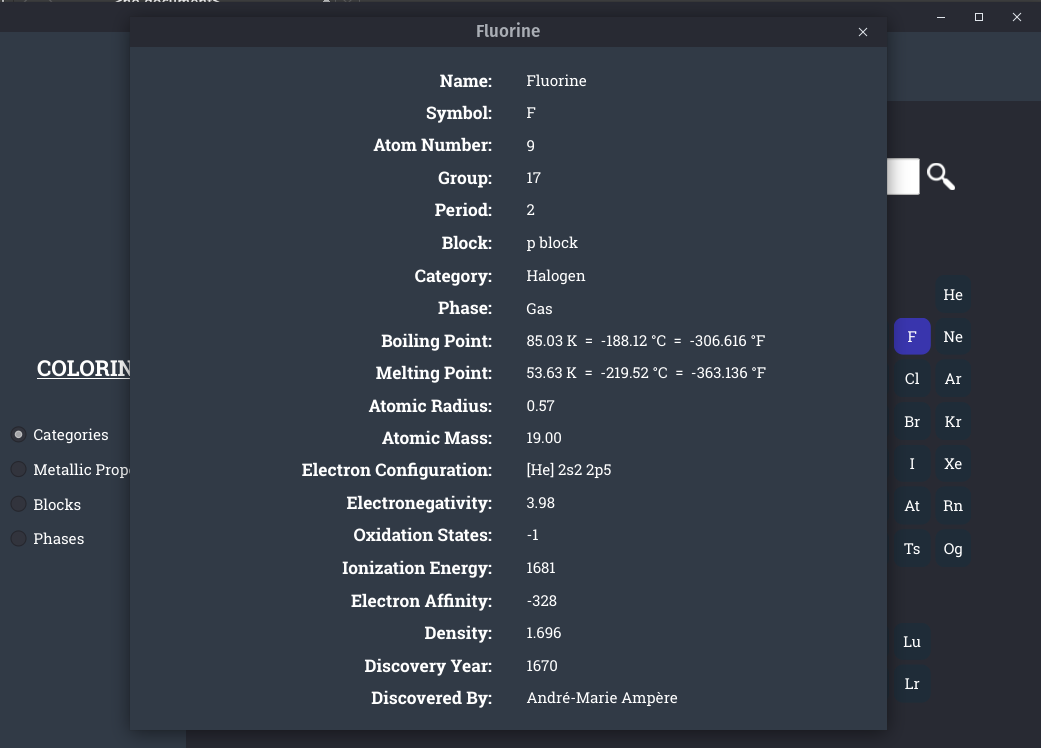 Fluorine
Name: Fluorine
Symbol: F
Atom Number: 9
Group: 17
Period: 2
Block: p block
Category: Halogen
Phase: Gas
Boiling Point: 85.03 K = -188.12 °C = -306.616 °F
Melting Point: 53.63 K = -219.52 °C = -363.136 °F
Atomic Radius: 0.57
Atomic Mass: 19.00
Electron Configuration: [He] 2s2 2p5
Electronegativity: 3.98
Oxidation States: -1
Ionization Energy: 1681
Electron Affinity: -328
Density: 1.696
Discovery Year: 1670
Discovered By: André-Marie Ampère
COLORIN
Categories
Metallic Prope
Blocks
Phases
He
F Ne
Cl Ar
Br Kr
I Xe
At Rn
Ts Og
Lu
Lr